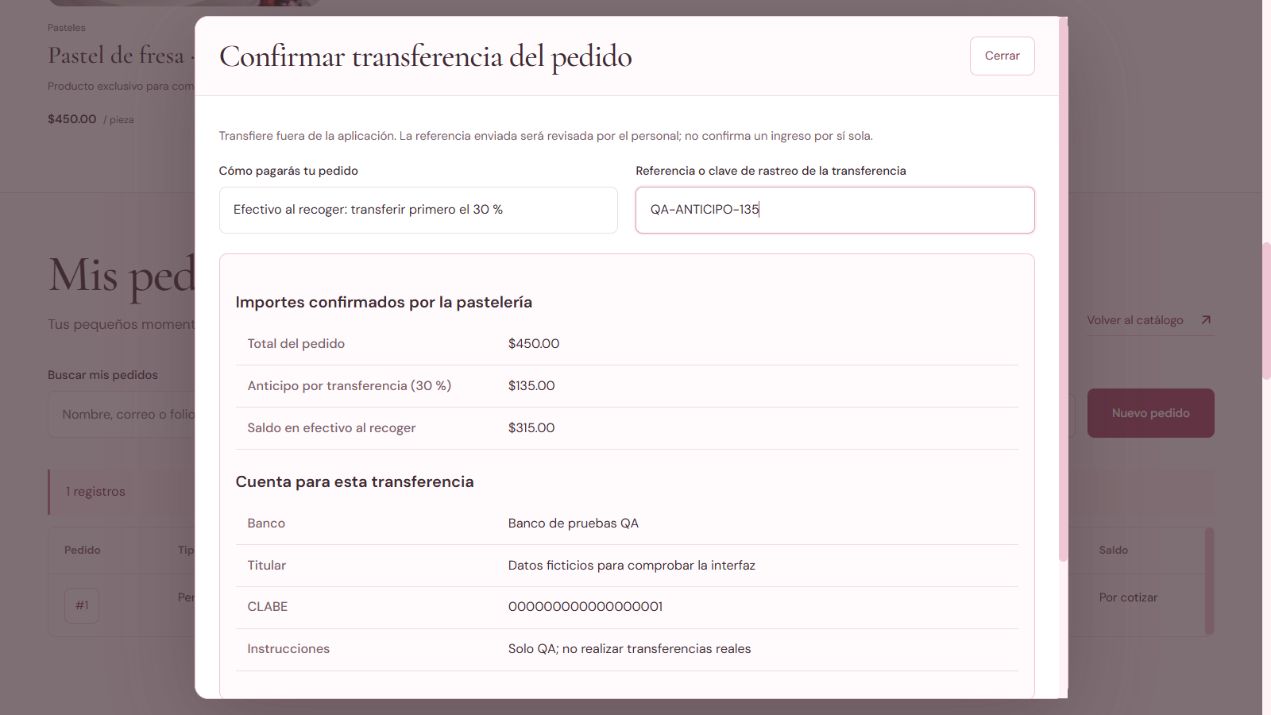 Pasteles
Pastel de fresa ·
Producto exclusivo para com
$450.00 / pieza
Confirmar transferencia del pedido
Cerrar
Transfiere fuera de la aplicación. La referencia enviada será revisada por el personal; no confirma un ingreso por sí sola.
Cómo pagarás tu pedido
Referencia o clave de rastreo de la transferencia
Efectivo al recoger: transferir primero el 30 %
QA-ANTICIPO-135
Importes confirmados por la pastelería
Total del pedido $450.00
Anticipo por transferencia (30 %) $135.00
Saldo en efectivo al recoger $315.00
Cuenta para esta transferencia
Banco Banco de pruebas QA
Titular Datos ficticios para comprobar la interfaz
CLABE 000000000000000001
Instrucciones Solo QA; no realizar transferencias reales
Mis ped
Tus pequeños moment
Volver al catálogo
Buscar mis pedidos
Nombre, correo o folio
Nuevo pedido
1 registros
Pedido Tip Saldo
#1 Per Por cotizar